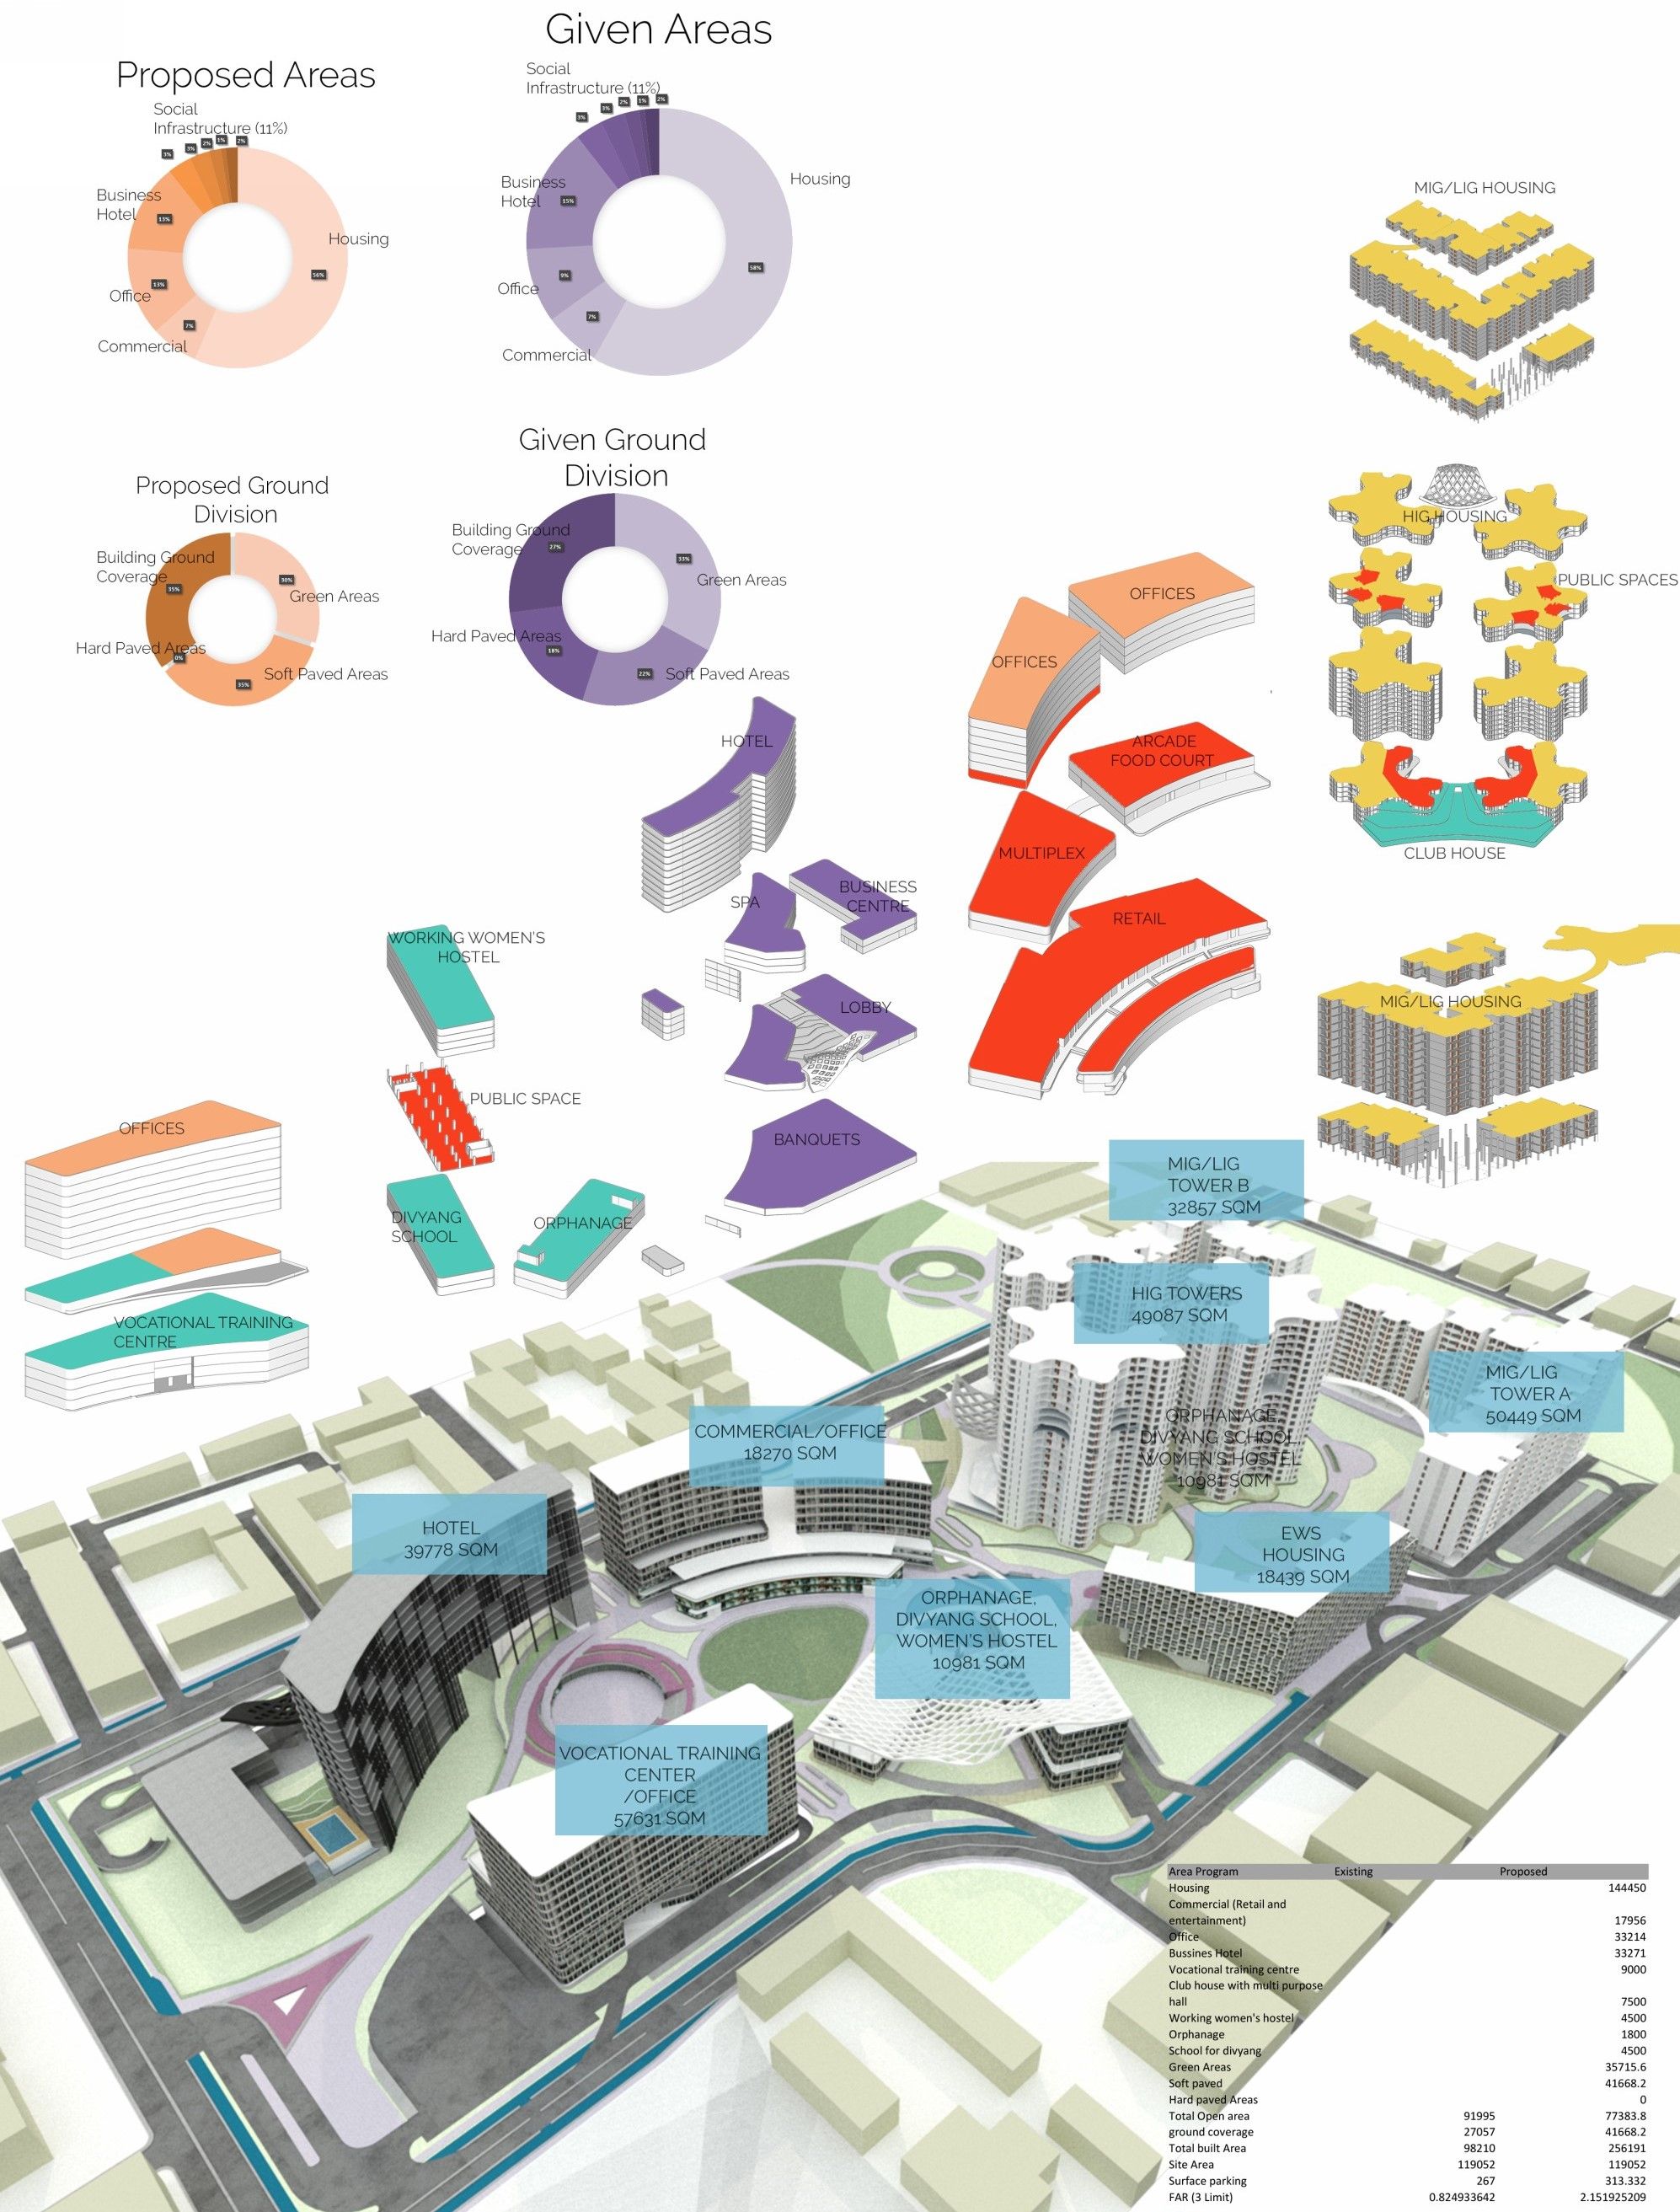 Given Areas
Social
Infrastructure (11%)
3%
3%
2%
1%
2%
Business
Hotel
15%
Housing
58%
Office
9%
7%
Commercial
Proposed Areas
Social
Infrastructure (11%)
3%
3%
2%
1%
2%
Business
Hotel
13%
Housing
56%
Office
13%
7%
Commercial
Given Ground
Division
Building Ground
Coverage
27%
33%
Green Areas
Hard Paved Areas
18%
22%
Soft Paved Areas
Proposed Ground
Division
Building Ground
Coverage
35%
30%
Green Areas
Hard Paved Areas
0%
Soft Paved Areas
35%
MIG/LIG HOUSING
HIG HOUSING
PUBLIC SPACES
CLUB HOUSE
MIG/LIG HOUSING
OFFICES
OFFICES
ARCADE
FOOD COURT
MULTIPLEX
RETAIL
HOTEL
SPA
BUSINESS
CENTRE
LOBBY
BANQUETS
WORKING WOMEN'S
HOSTEL
PUBLIC SPACE
DIVYANG
SCHOOL
ORPHANAGE
OFFICES
VOCATIONAL TRAINING
CENTRE
MIG/LIG
TOWER B
32857 SQM
HIG TOWERS
49087 SQM
MIG/LIG
TOWER A
50449 SQM
COMMERCIAL/OFFICE
18270 SQM
ORPHANAGE,
DIVYANG SCHOOL,
WOMEN'S HOSTEL
10981 SQM
HOTEL
39778 SQM
EWS
HOUSING
18439 SQM
ORPHANAGE,
DIVYANG SCHOOL,
WOMEN'S HOSTEL
10981 SQM
VOCATIONAL TRAINING
CENTER
/OFFICE
57631 SQM
Area Program Existing Proposed
Housing 144450
Commercial (Retail and
entertainment) 17956
Office 33214
Bussines Hotel 33271
Vocational training centre 9000
Club house with multi purpose
hall 7500
Working women's hostel 4500
Orphanage 1800
School for divyang 4500
Green Areas 35715.6
Soft paved 41668.2
Hard paved Areas 0
Total Open area 91995 77383.8
ground coverage 27057 41668.2
Total built Area 98210 256191
Site Area 119052 119052
Surface parking 267 313.332
FAR (3 Limit) 0.824933642 2.151925209